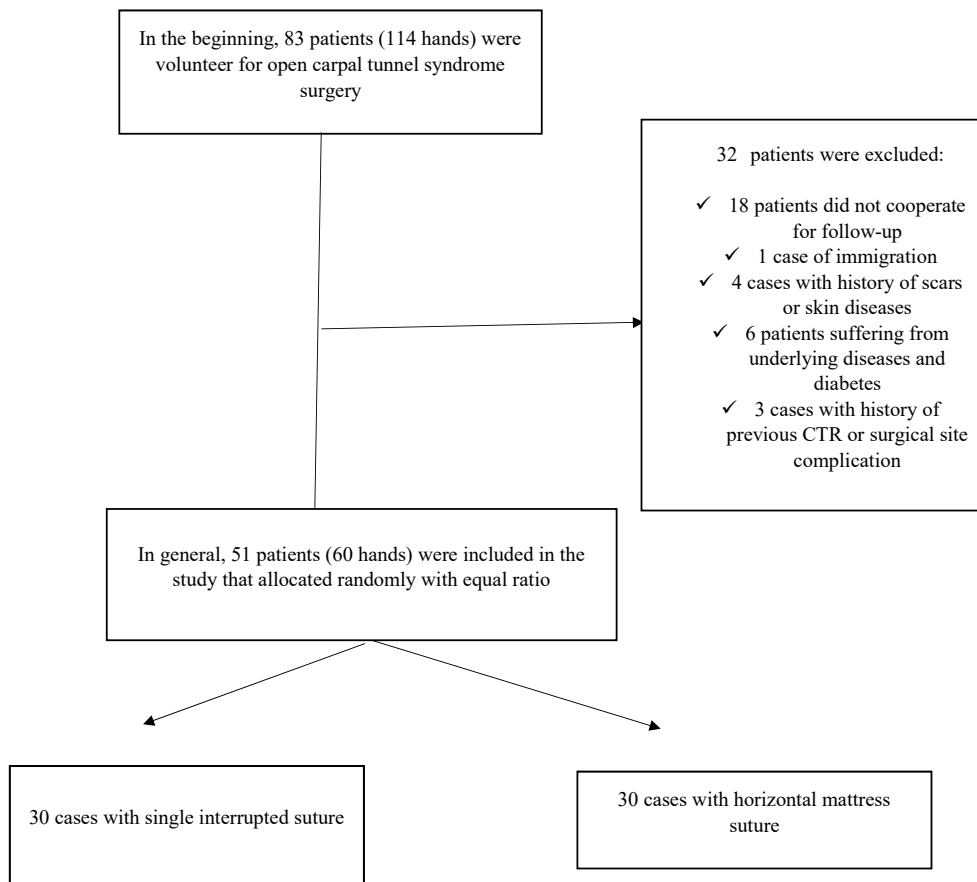 In the beginning, 83 patients (114 hands) were
volunteer for open carpal tunnel syndrome
surgery
32 patients were excluded:
✓ 18 patients did not cooperate
for follow-up
✓ 1 case of immigration
✓ 4 cases with history of scars
or skin diseases
✓ 6 patients suffering from
underlying diseases and
diabetes
✓ 3 cases with history of
previous CTR or surgical site
complication
In general, 51 patients (60 hands) were included in the
study that allocated randomly with equal ratio
30 cases with single interrupted suture
30 cases with horizontal mattress
suture